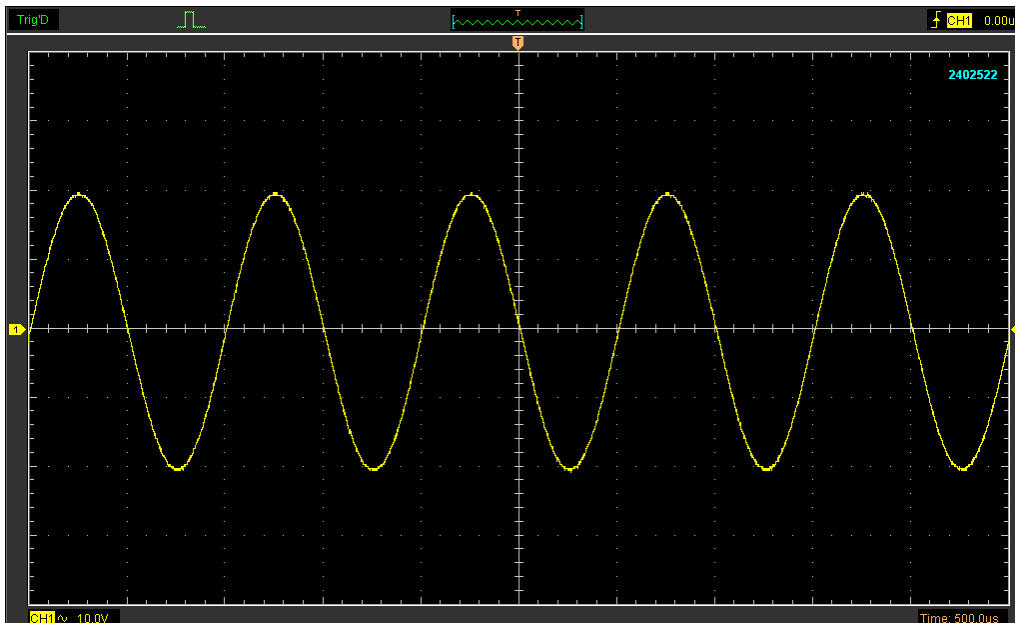 Trig'D
T
CH1 0.00u
T
2402522
1
CH1 ~ 10.0V
Time: 500.0us